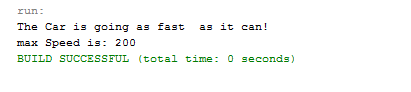 run:
The Car is going as fast  as it can!
max Speed is: 200
BUILD SUCCESSFUL (total time: 0 seconds)